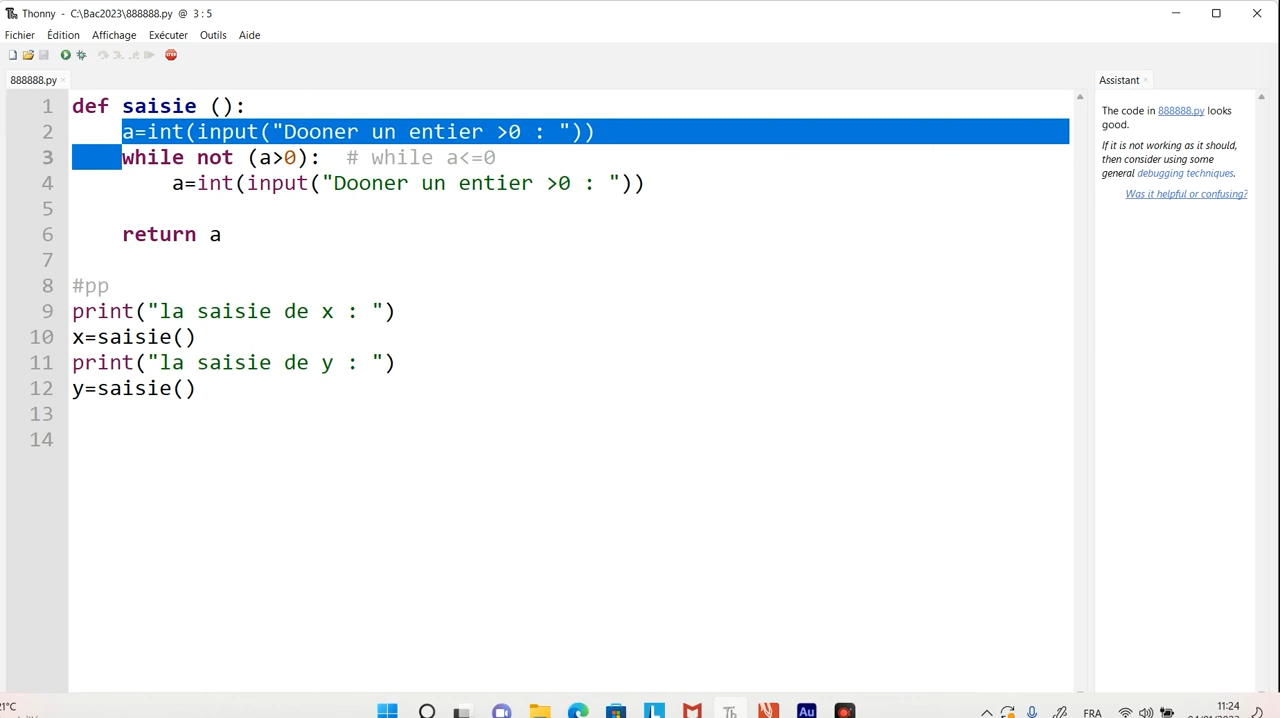 Thonny - C:\Bac2023\888888.py @ 3 : 5
Fichier Édition Affichage Exécuter Outils Aide
STOP
888888.py ×
Assistant ×
1 def saisie ():
2 a=int(input("Dooner un entier >0 : "))
3 while not (a>0): # while a<=0
4 a=int(input("Dooner un entier >0 : "))
5
6 return a
7
8 #pp
9 print("la saisie de x : ")
10 x=saisie()
11 print("la saisie de y : ")
12 y=saisie()
13
14
The code in 888888.py looks
good.
If it is not working as it should,
then consider using some
general debugging techniques.
Was it helpful or confusing?
21°C
Au
FRA
11:24